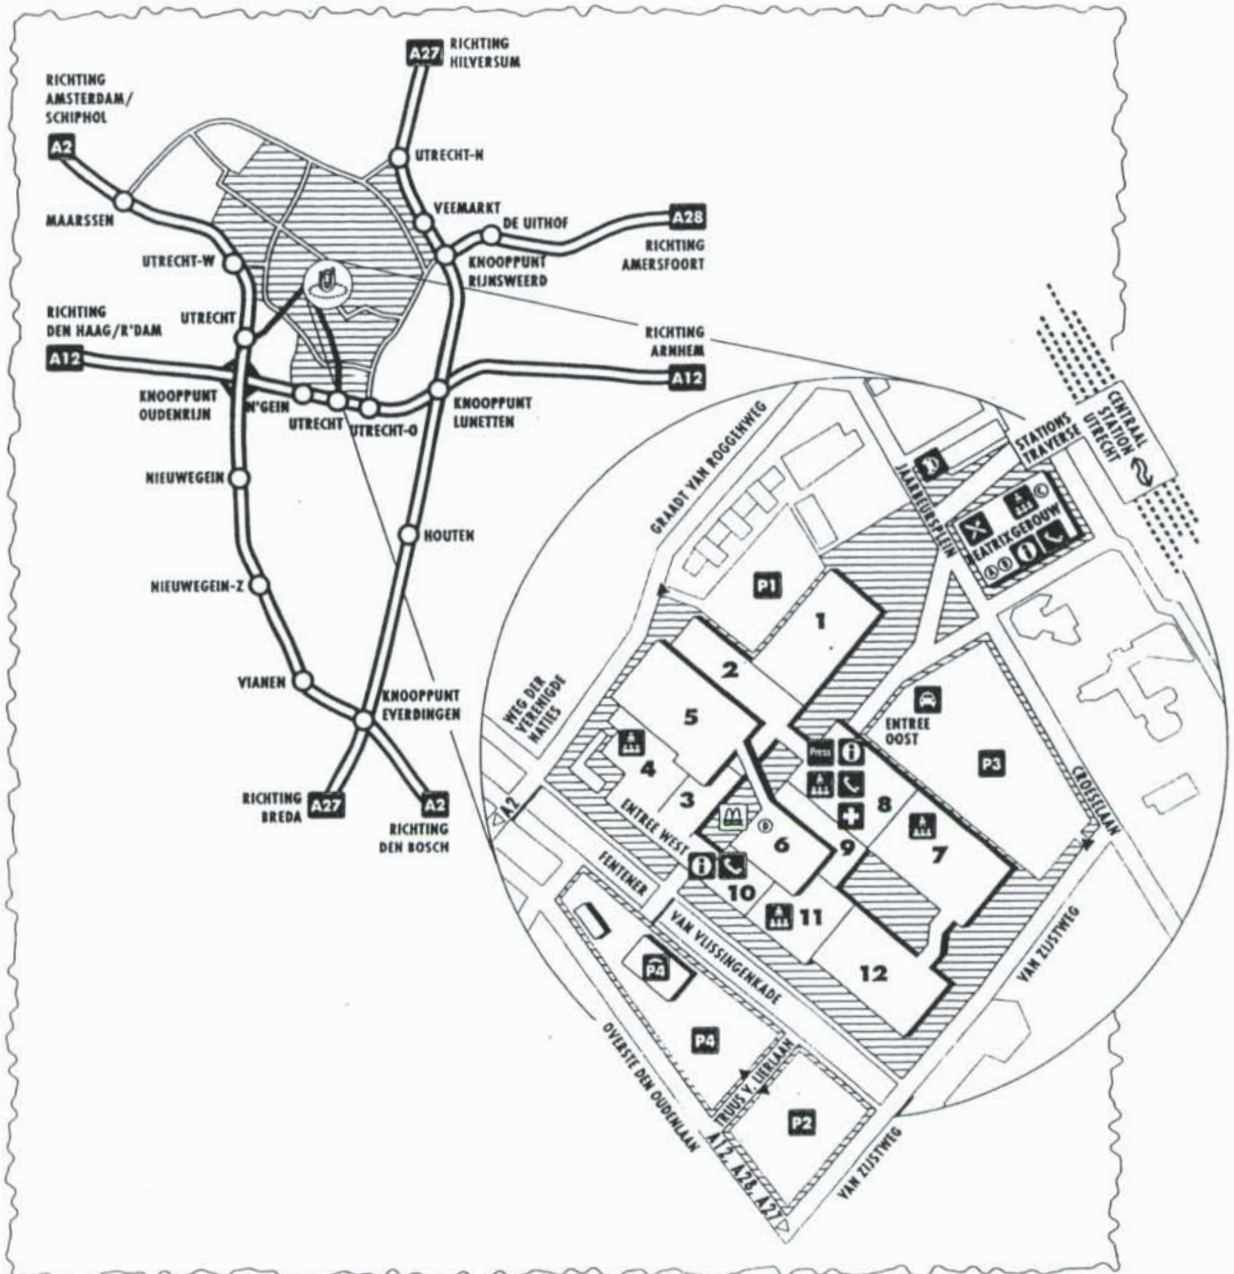 A27
RICHTING
HILVERSUM
RICHTING
AMSTERDAM/
SCHIPHOL
A2
UTRECHT-N
MAARSSEN
VEEMARKT
DE UITHOF
A28
RICHTING
AMERSFOORT
UTRECHT-W
KNOOPPUNT
RIJNSWEERD
RICHTING
DEN HAAG/R'DAM
UTRECHT
A12
RICHTING
ARNHEM
A12
KNOOPPUNT
OUDENRIJN
N'GEIN
UTRECHT
UTRECHT-O
KNOOPPUNT
LUNETTEN
NIEUWEGEIN
HOUTEN
NIEUWEGEIN-Z
VIANEN
KNOOPPUNT
EVERDINGEN
RICHTING
BREDA
A27
A2
RICHTING
DEN BOSCH
GRAADT VAN ROGGENWEG
JAARBEURSPLEIN
STATIONS
TRAVERSE
CENTRAAL
STATION
UTRECHT
C
BEATRIXGEBOUW
A B i
P1
1
2
5
4
3
WEG DER
VERENIGDE
NATIES
A2
ENTREE
OOST
P3
CROESELAAN
Press i
8
7
9
D
6
ENTREE WEST
i
10
11
12
FENTENER
VAN VLISSINGENKADE
P4
P4
OVERSTE DEN OUDENLAAN
TRUUS V. LIERLAAN
P2
A12, A28, A27
VAN ZIJSTWEG
VAN ZIJSTWEG